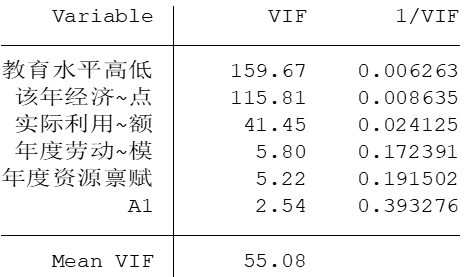 Variable VIF 1/VIF
教育水平高低 159.67 0.006263
该年经济~点 115.81 0.008635
实际利用~额 41.45 0.024125
年度劳动~模 5.80 0.172391
年度资源禀赋 5.22 0.191502
A1 2.54 0.393276
Mean VIF 55.08